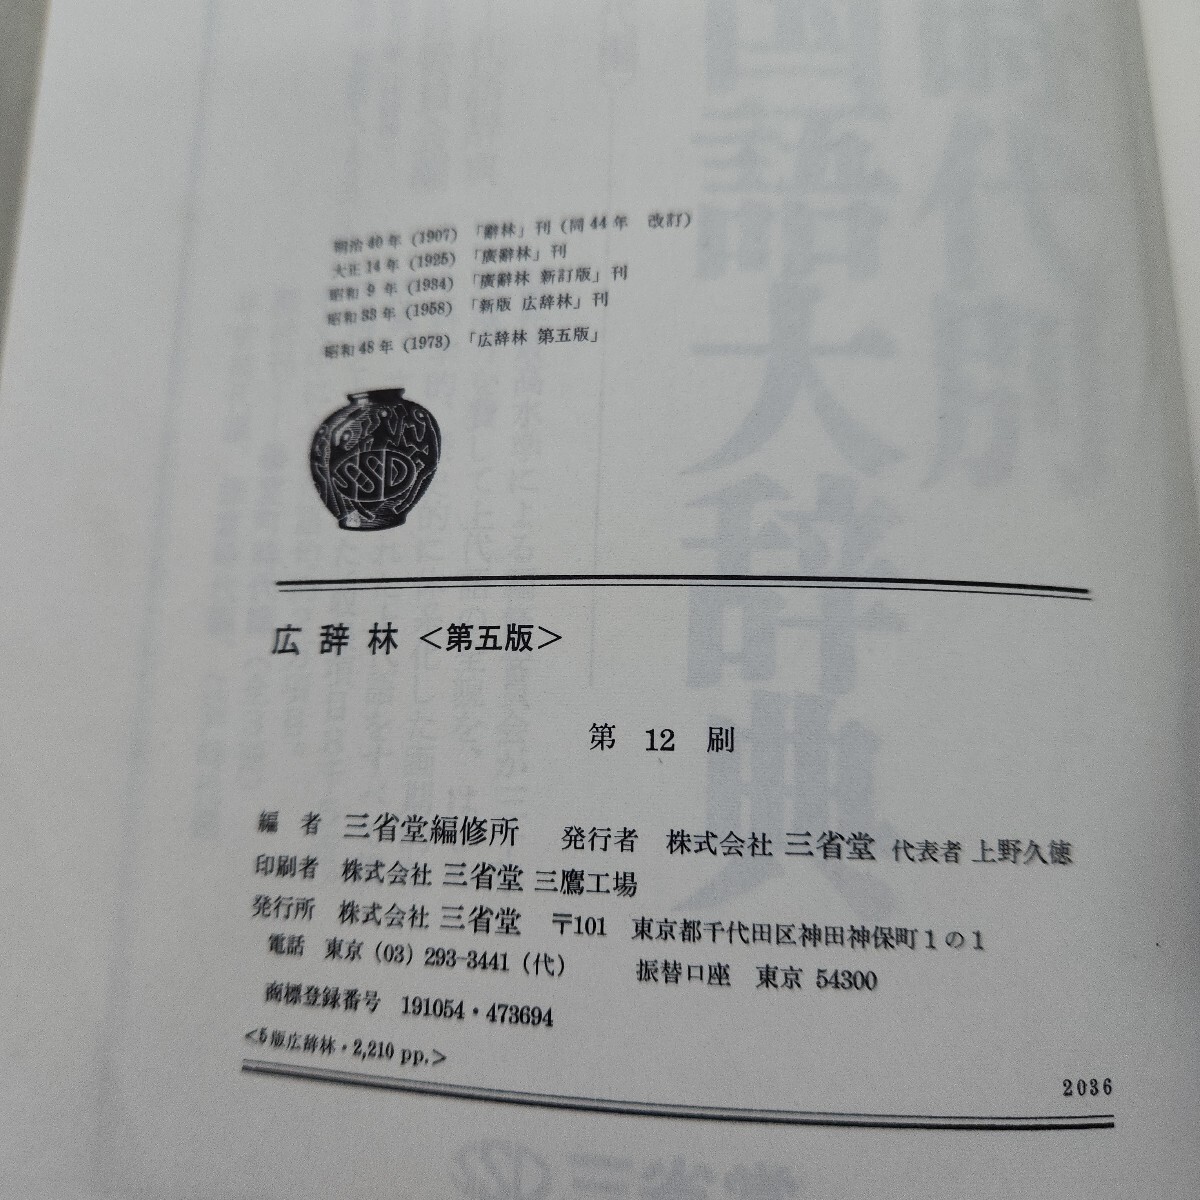 明治40年 (1907) 「辭林」刊 (同44年 改訂)
大正14年 (1925) 「廣辭林」刊
昭和 9年 (1934) 「廣辭林 新訂版」刊
昭和33年 (1958) 「新版 広辞林」刊
昭和48年 (1973) 「広辞林 第五版」
SSD
広辞林 <第五版>
第 12 刷
編者 三省堂編修所 発行者 株式会社 三省堂 代表者 上野久徳
印刷者 株式会社 三省堂 三鷹工場
発行所 株式会社 三省堂 〒101 東京都千代田区神田神保町1の1
電話 東京 (03) 293-3441 (代) 振替口座 東京 54300
商標登録番号 191054・473694
<5版広辞林・2,210 pp.>
2036